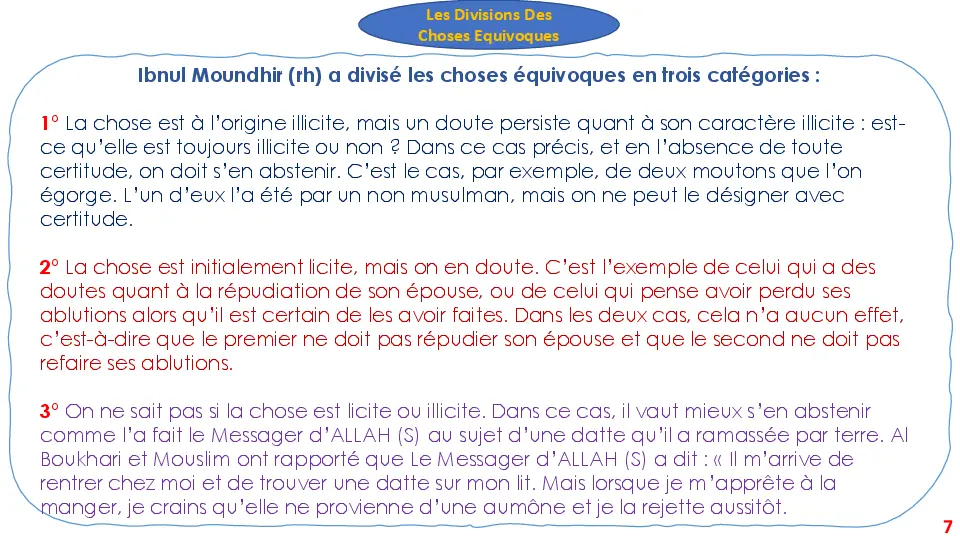 Les Divisions Des
Choses Equivoques
Ibnul Moundhir (rh) a divisé les choses équivoques en trois catégories :
1° La chose est à l’origine illicite, mais un doute persiste quant à son caractère illicite : est-
ce qu’elle est toujours illicite ou non ? Dans ce cas précis, et en l’absence de toute
certitude, on doit s’en abstenir. C’est le cas, par exemple, de deux moutons que l’on
égorge. L’un d’eux l’a été par un non musulman, mais on ne peut le désigner avec
certitude.
2° La chose est initialement licite, mais on en doute. C’est l’exemple de celui qui a des
doutes quant à la répudiation de son épouse, ou de celui qui pense avoir perdu ses
ablutions alors qu’il est certain de les avoir faites. Dans les deux cas, cela n’a aucun effet,
c’est-à-dire que le premier ne doit pas répudier son épouse et que le second ne doit pas
refaire ses ablutions.
3° On ne sait pas si la chose est licite ou illicite. Dans ce cas, il vaut mieux s’en abstenir
comme l’a fait le Messager d’ALLAH (S) au sujet d’une datte qu’il a ramassée par terre. Al
Boukhari et Mouslim ont rapporté que Le Messager d’ALLAH (S) a dit : « Il m’arrive de
rentrer chez moi et de trouver une datte sur mon lit. Mais lorsque je m’apprête à la
manger, je crains qu’elle ne provienne d’une aumône et je la rejette aussitôt.
7